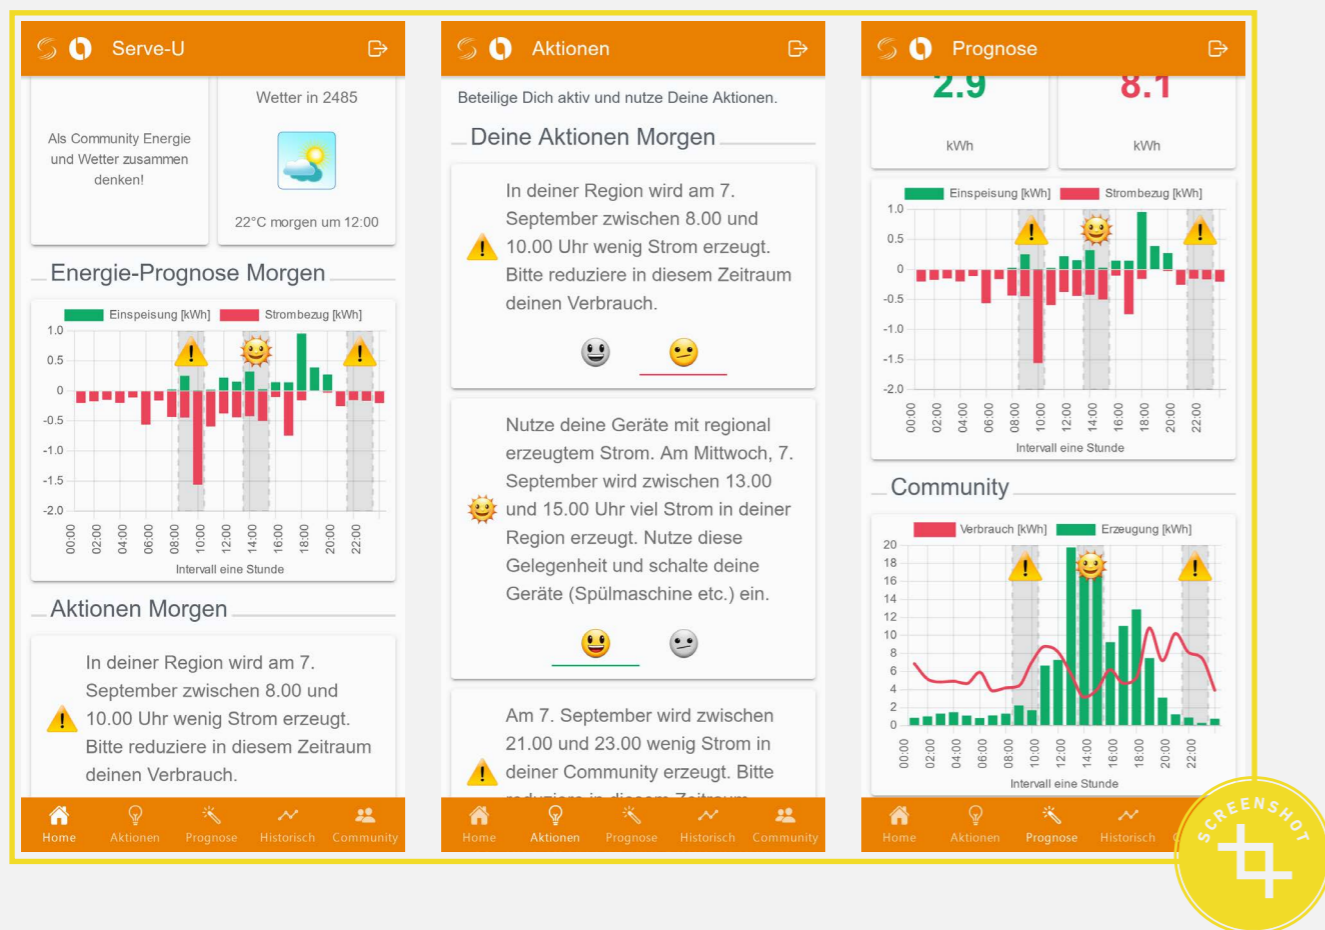 Serve-U
Als Community Energie
und Wetter zusammen
denken!
Wetter in 2485
22°C morgen um 12:00
Energie-Prognose Morgen
Einspeisung [kWh] Strombezug [kWh]
1.0
0.5
0
-0.5
-1.0
-1.5
-2.0
00:00 02:00 04:00 06:00 08:00 10:00 12:00 14:00 16:00 18:00 20:00 22:00
Intervall eine Stunde
Aktionen Morgen
In deiner Region wird am 7.
September zwischen 8.00 und
10.00 Uhr wenig Strom erzeugt.
Bitte reduziere in diesem Zeitraum
deinen Verbrauch.
Home Aktionen Prognose Historisch Community
Aktionen
Beteilige Dich aktiv und nutze Deine Aktionen.
Deine Aktionen Morgen
In deiner Region wird am 7.
September zwischen 8.00 und
10.00 Uhr wenig Strom erzeugt.
Bitte reduziere in diesem Zeitraum
deinen Verbrauch.
Nutze deine Geräte mit regional
erzeugtem Strom. Am Mittwoch, 7.
September wird zwischen 13.00
und 15.00 Uhr viel Strom in deiner
Region erzeugt. Nutze diese
Gelegenheit und schalte deine
Geräte (Spülmaschine etc.) ein.
Am 7. September wird zwischen
21.00 und 23.00 wenig Strom in
deiner Community erzeugt. Bitte
reduziere in diesem Zeitraum
Home Aktionen Prognose Historisch Community
Prognose
2.9 8.1
kWh kWh
Einspeisung [kWh] Strombezug [kWh]
1.0
0.5
0
-0.5
-1.0
-1.5
-2.0
00:00 02:00 04:00 06:00 08:00 10:00 12:00 14:00 16:00 18:00 20:00 22:00
Intervall eine Stunde
Community
Verbrauch [kWh] Erzeugung [kWh]
20
18
16
14
12
10
8
6
4
2
0
00:00 02:00 04:00 06:00 08:00 10:00 12:00 14:00 16:00 18:00 20:00 22:00
Intervall eine Stunde
Home Aktionen Prognose Historisch
SCREENSHOT